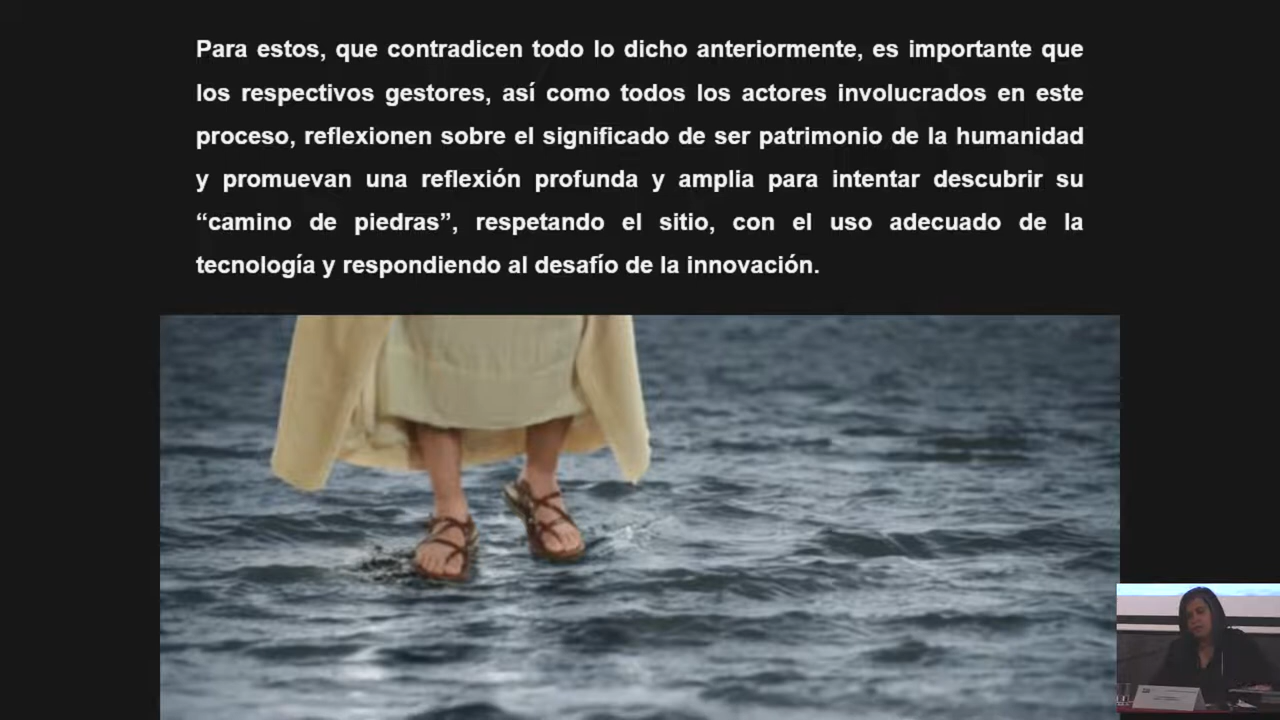 Para estos, que contradicen todo lo dicho anteriormente, es importante que
los respectivos gestores, así como todos los actores involucrados en este
proceso, reflexionen sobre el significado de ser patrimonio de la humanidad
y promuevan una reflexión profunda y amplia para intentar descubrir su
“camino de piedras”, respetando el sitio, con el uso adecuado de la
tecnología y respondiendo al desafío de la innovación.